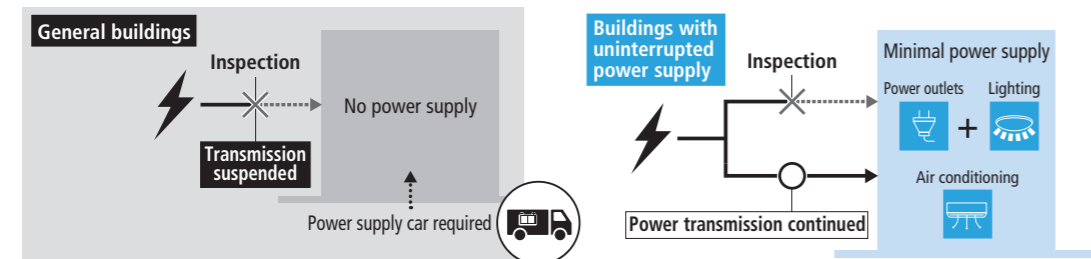 General buildings
Inspection
No power supply
Transmission
suspended
Power supply car required
Buildings with
uninterrupted
power supply
Inspection
Minimal power supply
Power outlets
Lighting
+
Air conditioning
Power transmission continued